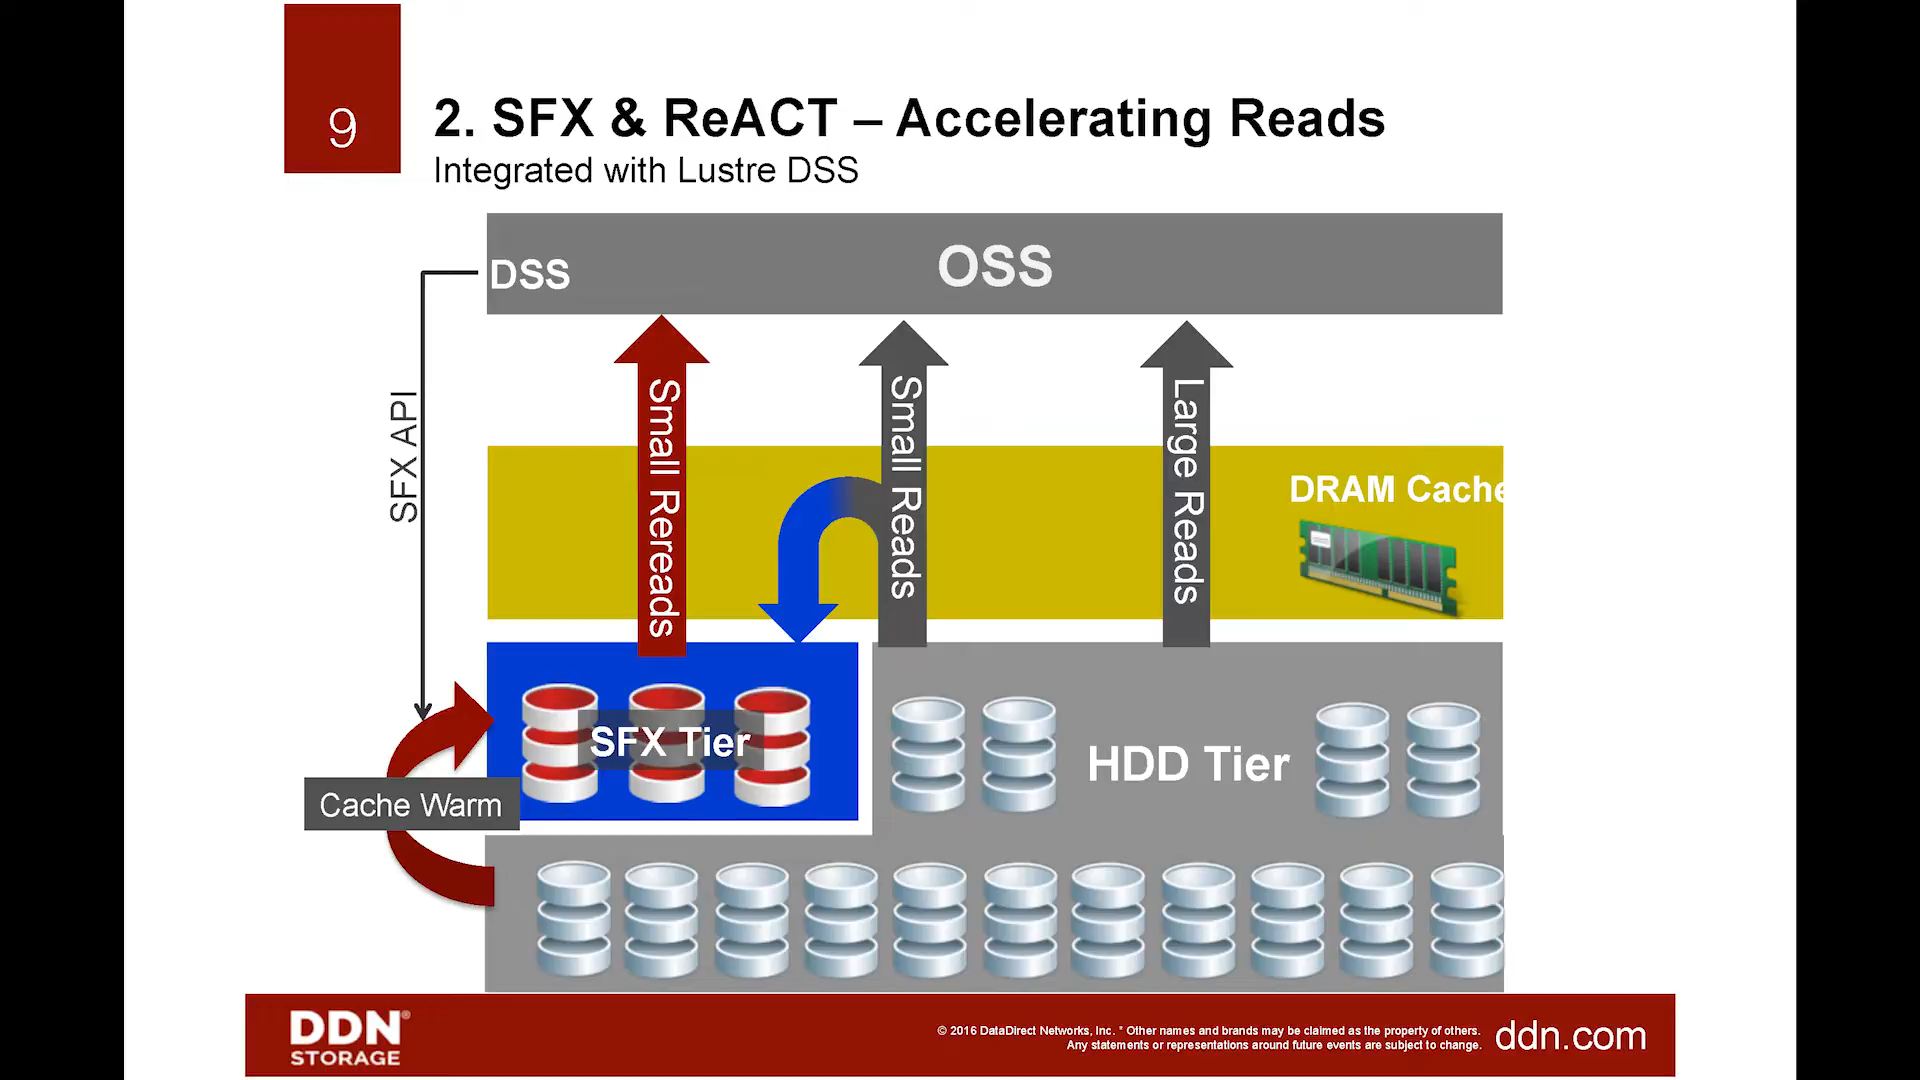 9
2. SFX & ReACT – Accelerating Reads
Integrated with Lustre DSS
DSS
OSS
SFX API
Small Rereads
Small Reads
Large Reads
DRAM Cache
SFX Tier
HDD Tier
Cache Warm
DDN®
STORAGE
© 2016 DataDirect Networks, Inc. * Other names and brands may be claimed as the property of others.
Any statements or representations around future events are subject to change.
ddn.com